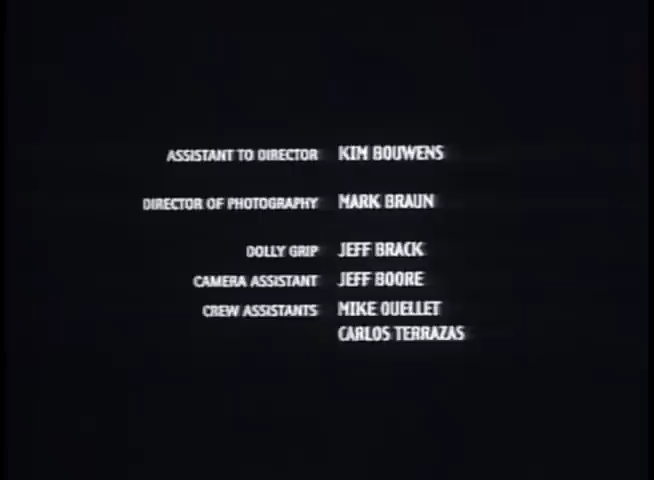 ASSISTANT TO DIRECTOR KIM BOUWENS
DIRECTOR OF PHOTOGRAPHY MARK BRAUN
DOLLY GRIP JEFF BRACK
CAMERA ASSISTANT JEFF BOORE
CREW ASSISTANTS MIKE OUELLET
CARLOS TERRAZAS